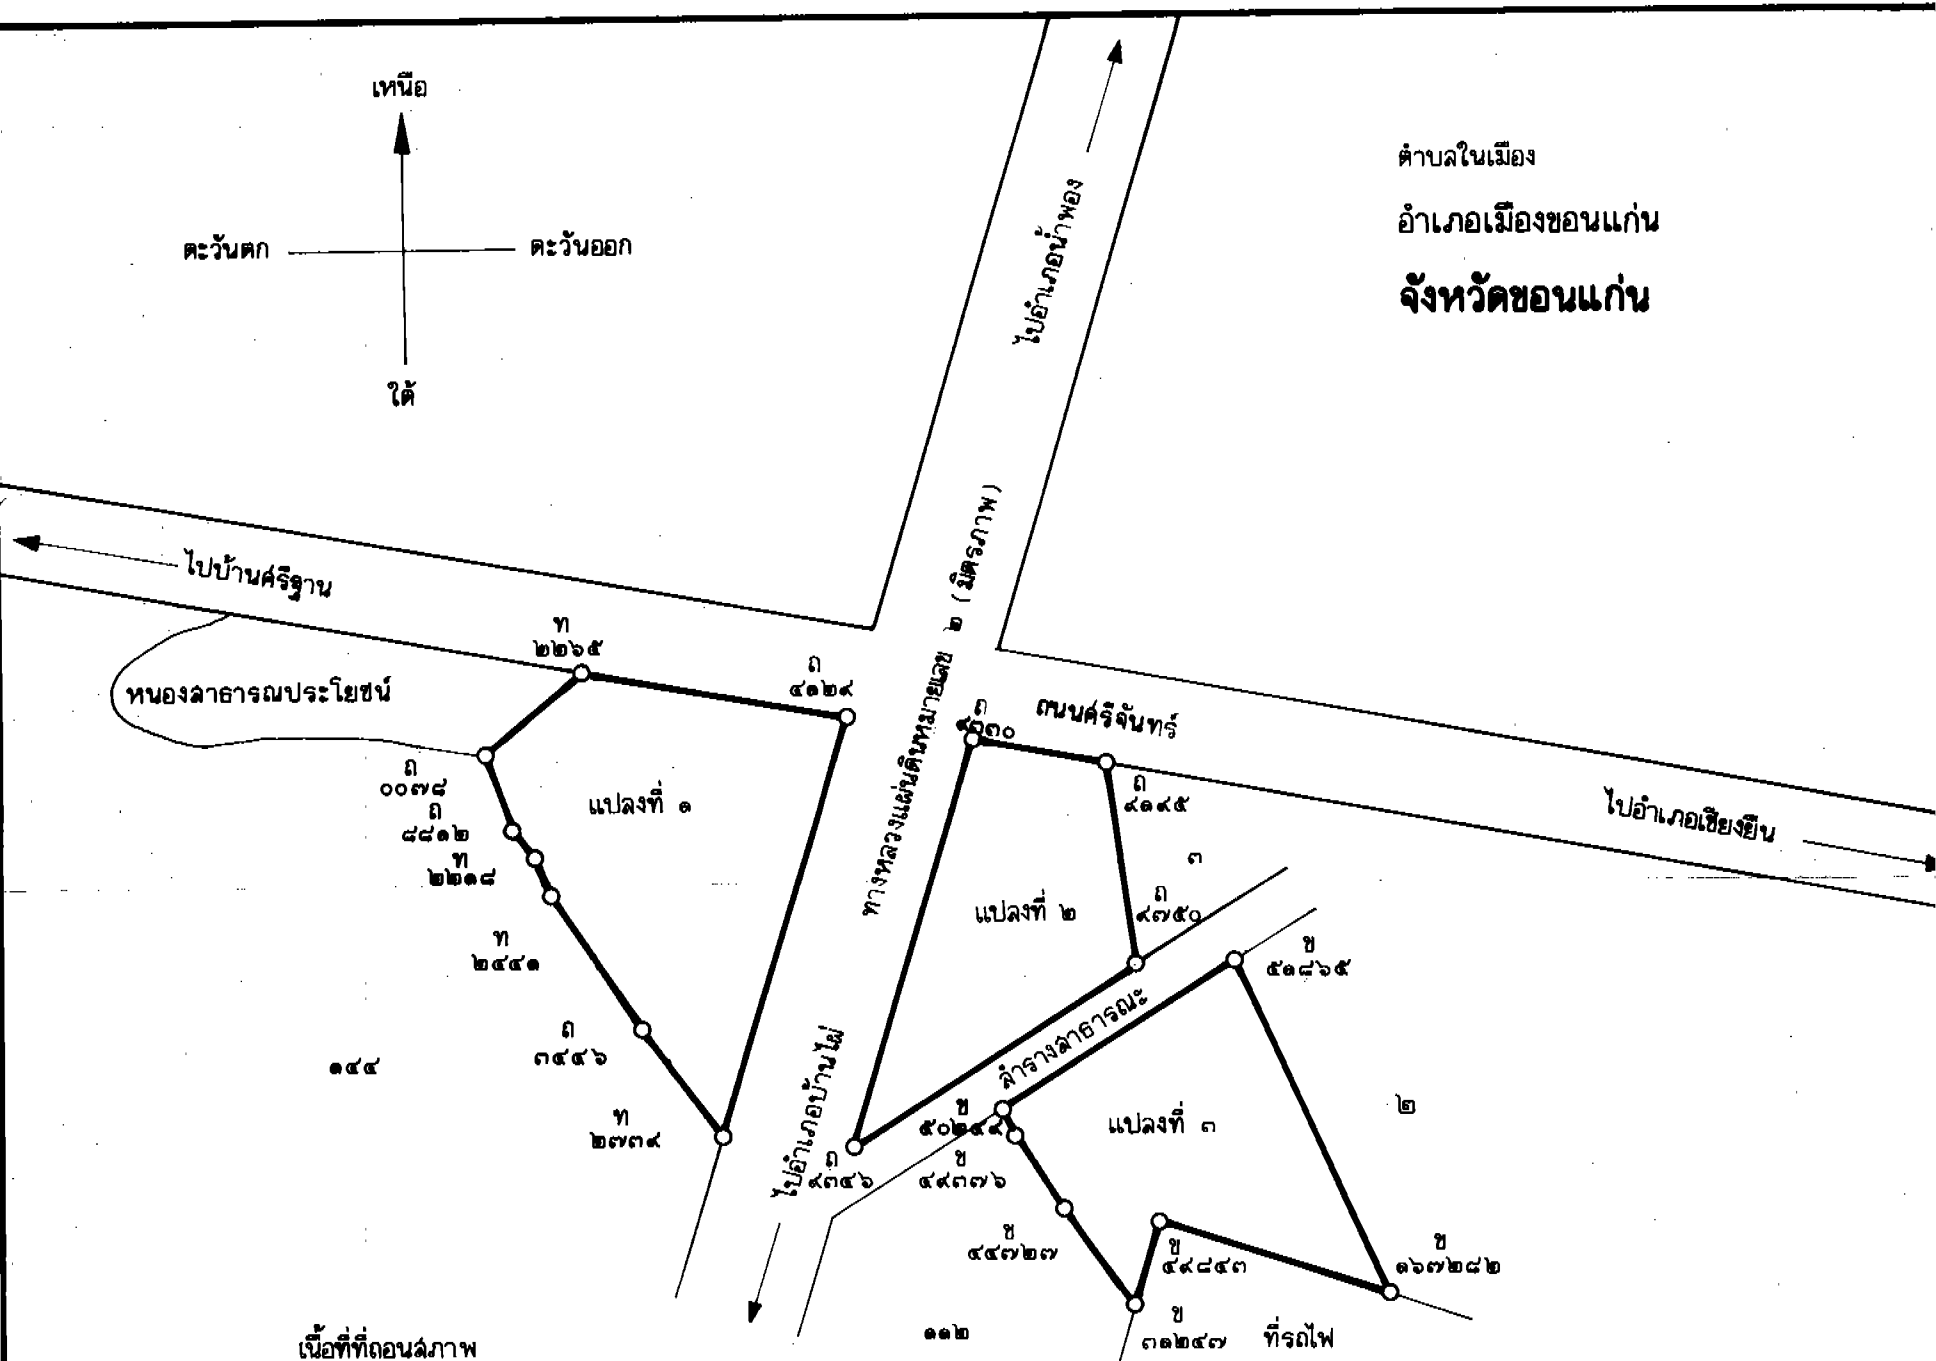 เหนือ
ตะวันตก
ตะวันออก
ใต้
ตำบลในเมือง
อำเภอเมืองขอนแก่น
จังหวัดขอนแก่น
ไปอำเภอน้ำพอง
ทางหลวงแผ่นดินหมายเลข ๒ (มิตรภาพ)
ไปบ้านศรีฐาน
หนองสาธารณประโยชน์
ท
๒๒๖๕
ถ
๔๑๒๙
ถ
ถนนศรีจันทร์
ถ
๙๑๙๕
ไปอำเภอเชียงยืน
ถ
๐๐๗๘
ถ
๘๘๑๒
ท
๒๒๑๘
แปลงที่ ๑
แปลงที่ ๒
๓
ถ
๙๗๕๐
ท
๒๔๔๑
ข
๕๑๘๖๕
ลำรางสาธารณะ
ถ
๓๔๔๖
๑๔๔
ท
๒๗๓๙
ไปอำเภอบ้านไผ่
ถ
๙๓๔๖
ข
ข
๔๙๓๗๖
แปลงที่ ๓
๒
ข
๔๔๗๒๗
ข
๔๙๘๔๓
ข
๑๖๗๒๘๒
ข
๓๑๒๔๗
ที่รถไฟ
๑๑๒
เนื้อที่ที่ถอนสภาพ